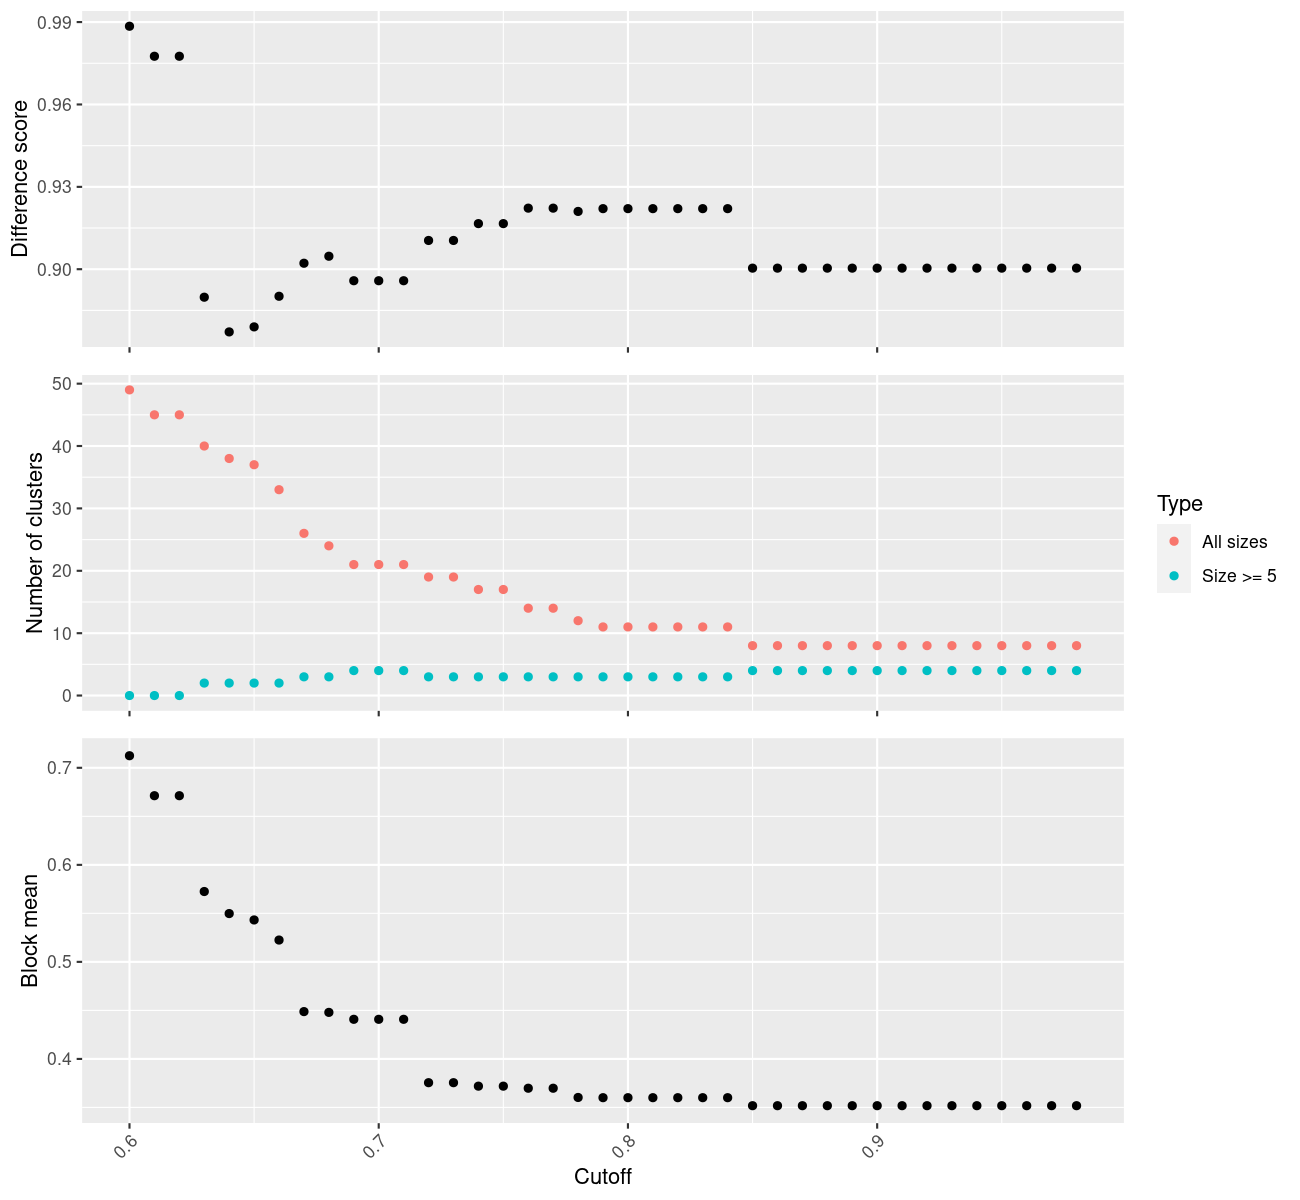 0.99
0.96
0.93
0.90
Difference score
50
40
30
20
10
0
Number of clusters
Type
All sizes
Size >= 5
0.7
0.6
0.5
0.4
Block mean
0.6 0.7 0.8 0.9
Cutoff